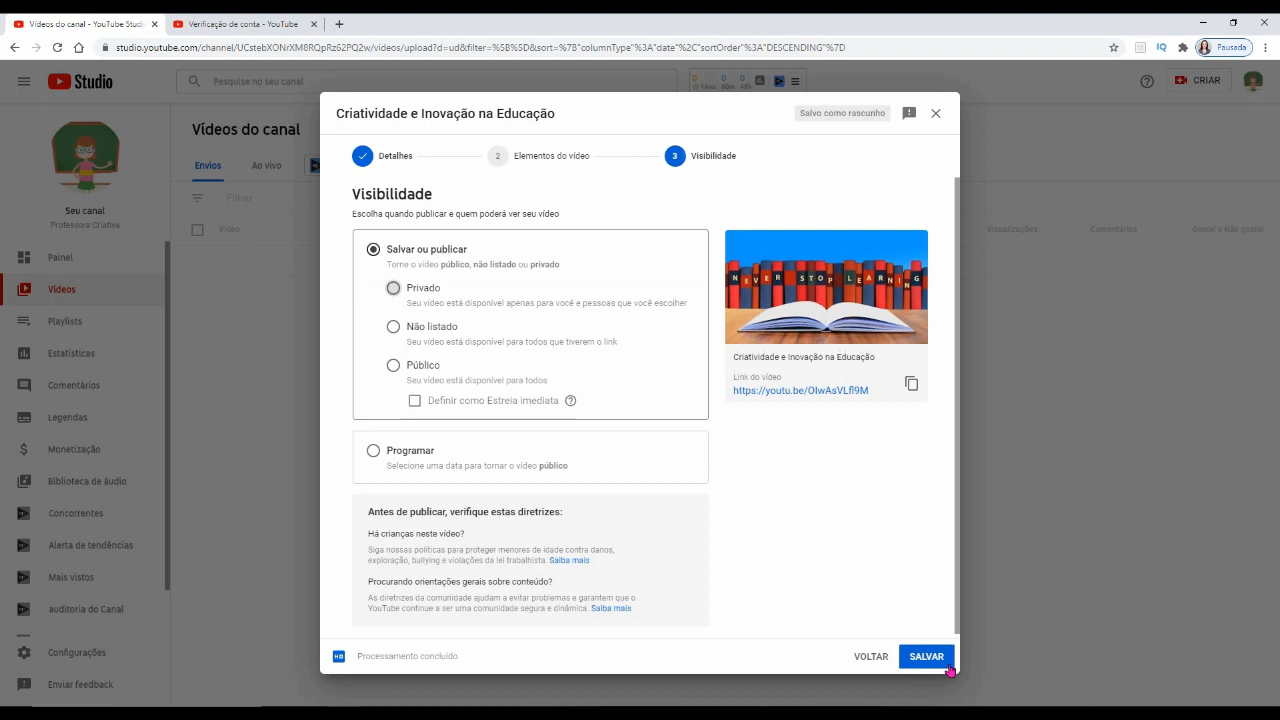 Vídeos do canal - YouTube Studi
Verificação de conta - YouTube
studio.youtube.com/channel/UCstebXONrXM8RQpRz62PQ2w/videos/upload?d=ud&filter=%5B%5D&sort=%7B"columnType"%3A"date"%2C"sortOrder"%3A"DESCENDING"%7D
IQ
Pausada
Studio
Pesquise no seu canal
0 0 0
60m 48h
CRIAR
Criatividade e Inovação na Educação
Salvo como rascunho
Vídeos do canal
Detalhes
2
Elementos do vídeo
3
Visibilidade
Envios
Ao vivo
Visibilidade
Filtrar
Escolha quando publicar e quem poderá ver seu vídeo
Seu canal
Professora Criativa
Vídeo
Visualizações
Comentários
Gostei x Não gostei
Salvar ou publicar
Torne o vídeo público, não listado ou privado
Privado
Seu vídeo está disponível apenas para você e pessoas que você escolher
Não listado
Seu vídeo está disponível para todos que tiverem o link
Público
Seu vídeo está disponível para todos
Definir como Estreia imediata
NEVER STOP LEARNING
Criatividade e Inovação na Educação
Link do vídeo
https://youtu.be/OIwAsVLfl9M
Programar
Selecione uma data para tornar o vídeo público
Antes de publicar, verifique estas diretrizes:
Há crianças neste vídeo?
Siga nossas políticas para proteger menores de idade contra danos,
exploração, bullying e violações da lei trabalhista. Saiba mais
Procurando orientações gerais sobre conteúdo?
As diretrizes da comunidade ajudam a evitar problemas e garantem que o
YouTube continue a ser uma comunidade segura e dinâmica. Saiba mais
Painel
Vídeos
Playlists
Estatísticas
Comentários
Legendas
Monetização
Biblioteca de áudio
Concorrentes
Alerta de tendências
Mais vistos
auditoria do Canal
Configurações
Enviar feedback
HD
Processamento concluído
VOLTAR
SALVAR